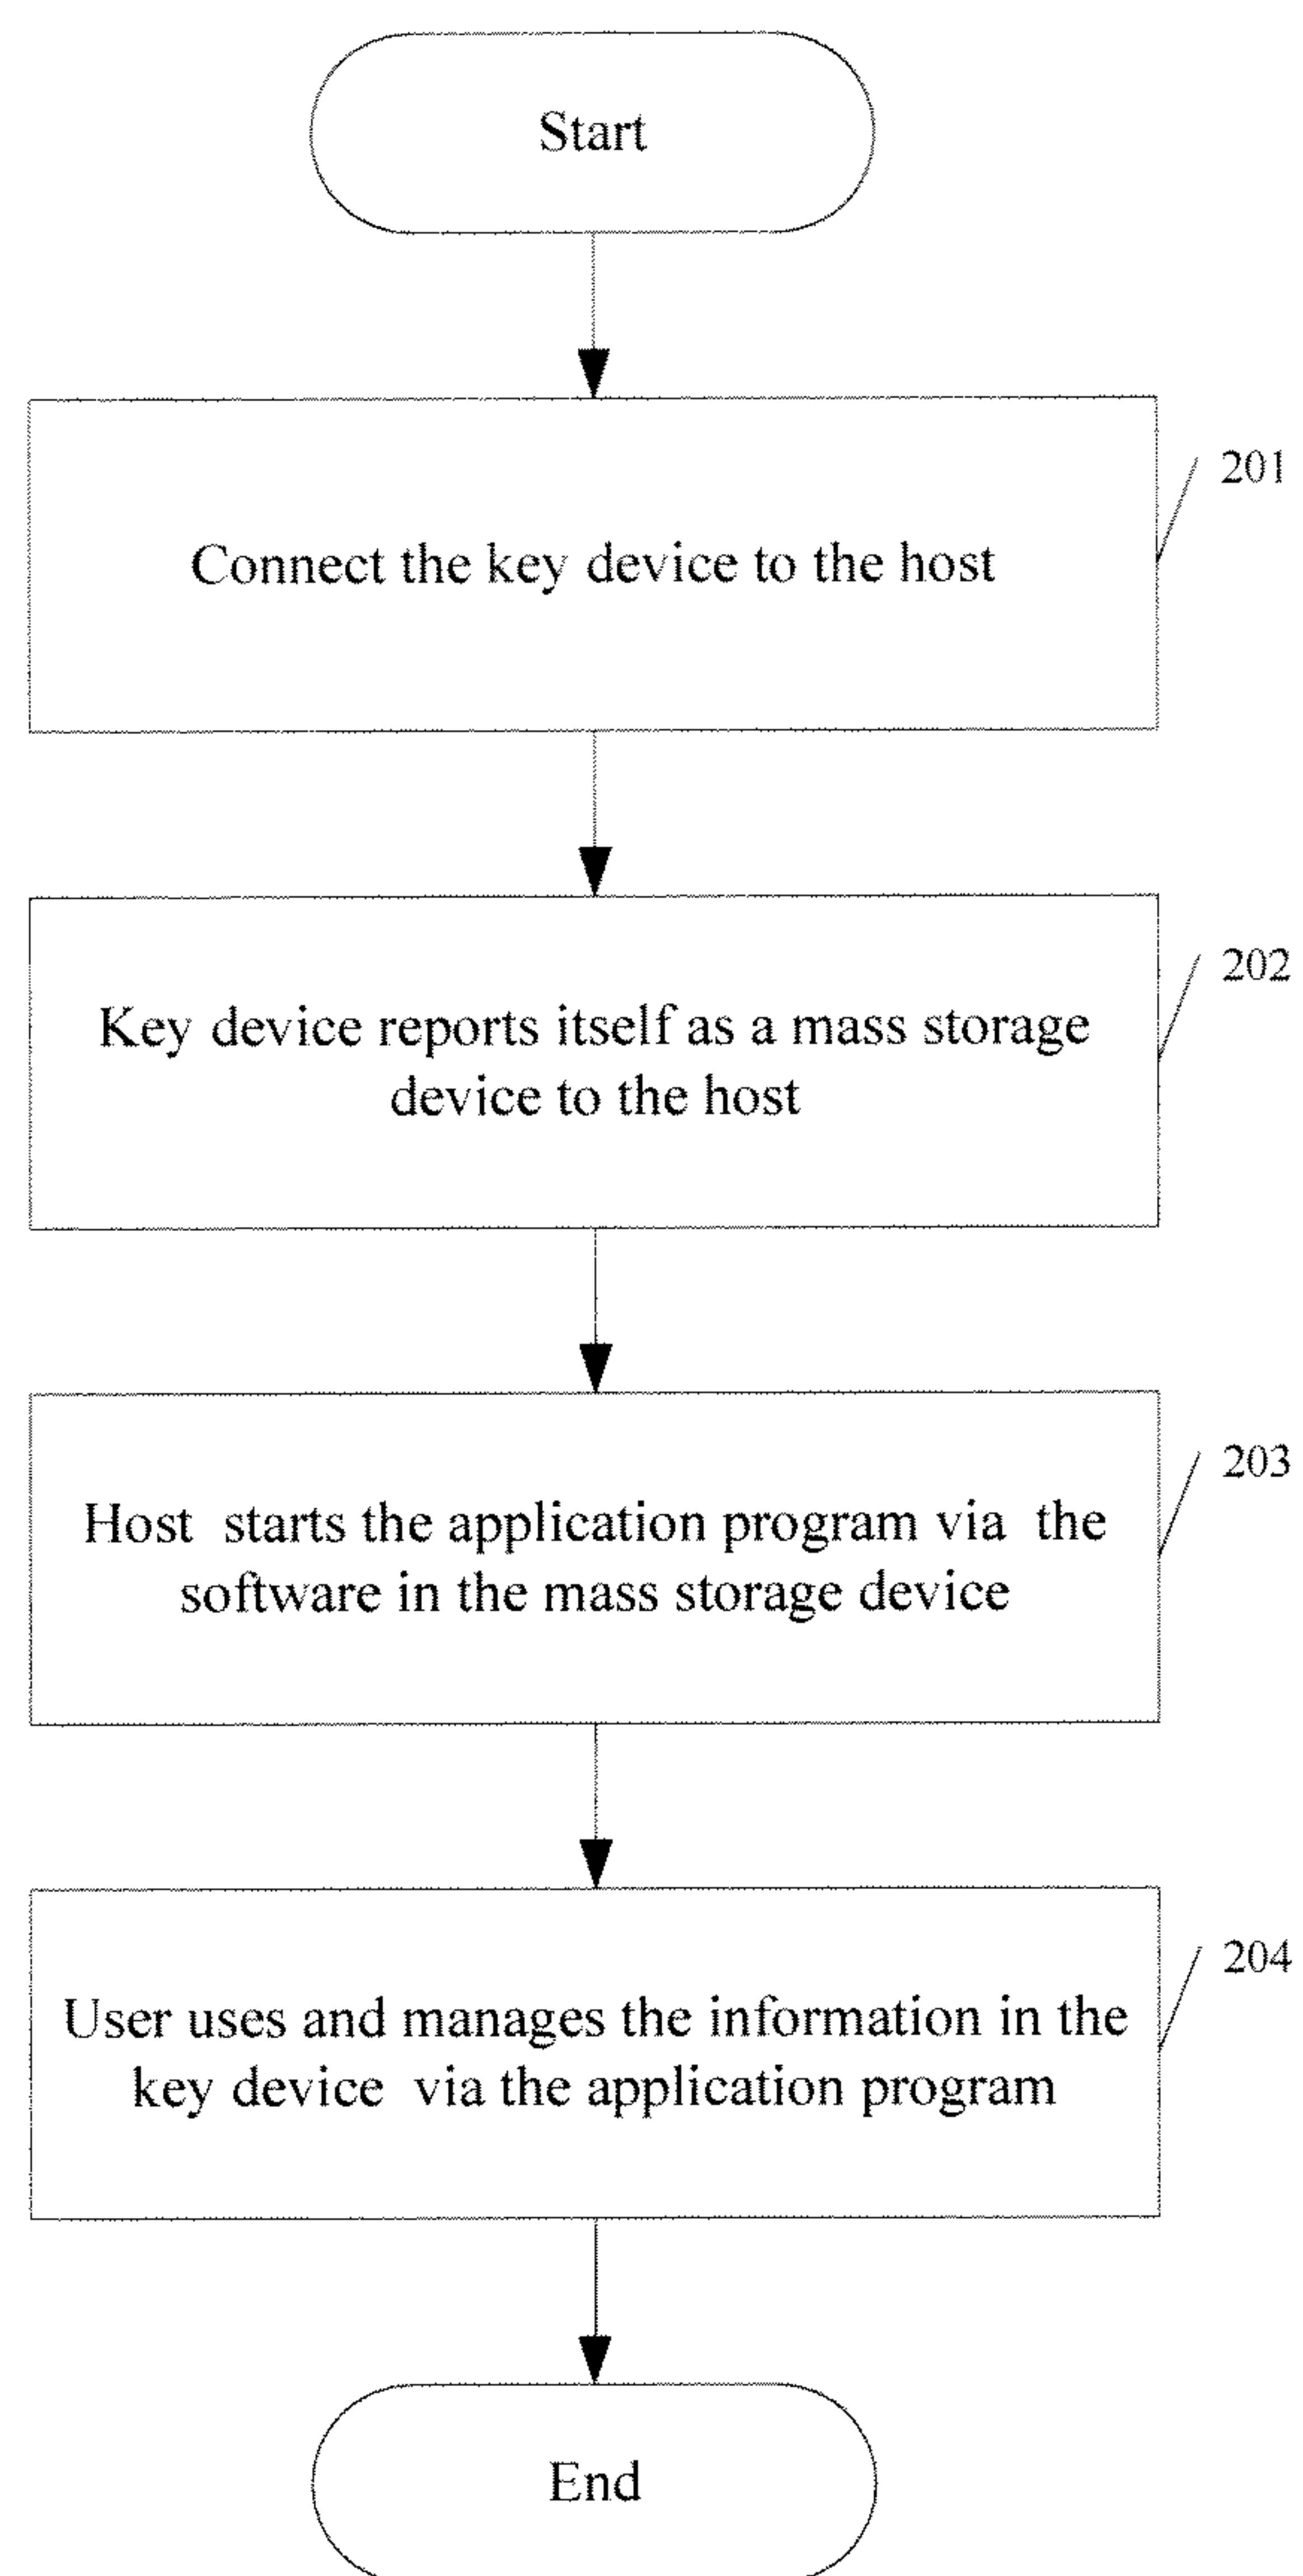 Start
Connect the key device to the host
201
Key device reports itself as a mass storage
device to the host
202
Host starts the application program via the
software in the mass storage device
203
User uses and manages the information in the
key device via the application program
204
End